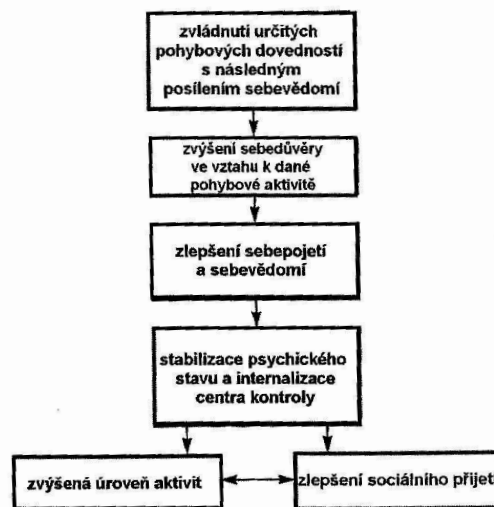 zvládnutí určitých
pohybových dovedností
s následným
posílením sebevědomí
zvýšení sebedůvěry
ve vztahu k dané
pohybové aktivitě
zlepšení sebepojetí
a sebevědomí
stabilizace psychického
stavu a internalizace
centra kontroly
zvýšená úroveň aktivit
zlepšení sociálního přijetí